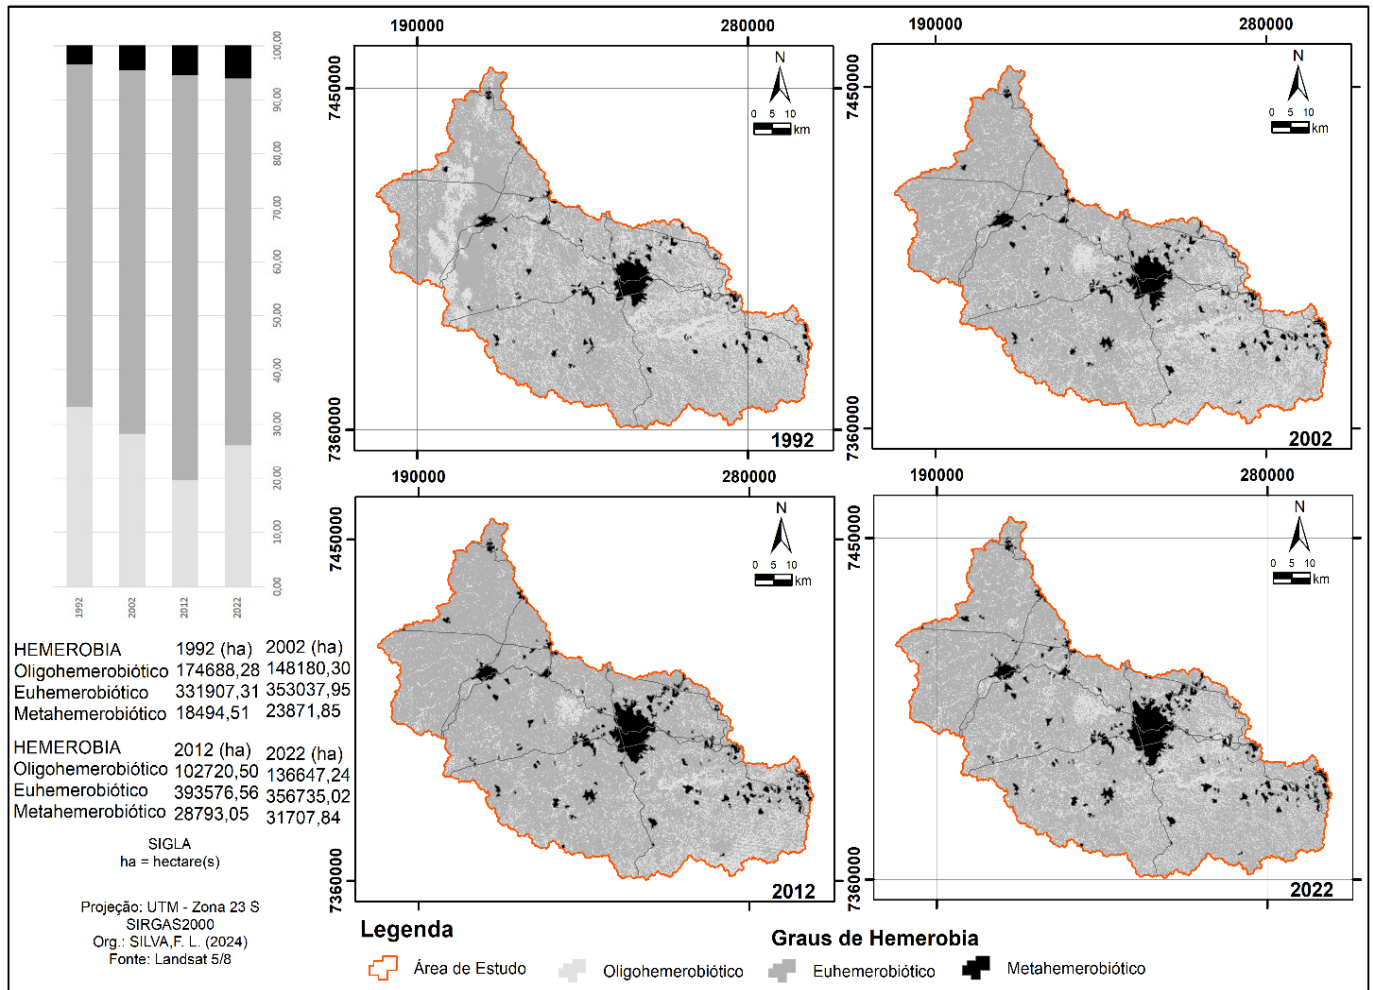 100,00
90,00
80,00
70,00
60,00
50,00
40,00
30,00
20,00
10,00
0,00
1992
2002
2012
2022
HEMEROBIA 1992 (ha) 2002 (ha)
Oligohemerobiótico 174688,28 148180,30
Euhemerobiótico 331907,31 353037,95
Metahemerobiótico 18494,51 23871,85
HEMEROBIA 2012 (ha) 2022 (ha)
Oligohemerobiótico 102720,50 136647,24
Euhemerobiótico 393576,56 356735,02
Metahemerobiótico 28793,05 31707,84
SIGLA
ha = hectare(s)
Projeção: UTM - Zona 23 S
SIRGAS2000
Org.: SILVA,F. L. (2024)
Fonte: Landsat 5/8
190000 280000
7450000
N
0 5 10
km
7360000
1992
190000 280000
190000 280000
7450000
N
0 5 10
km
7360000
2002
190000 280000
190000 280000
7450000
N
0 5 10
km
7360000
2012
190000 280000
7450000
N
0 5 10
km
7360000
2022
Legenda
Graus de Hemerobia
Área de Estudo
Oligohemerobiótico
Euhemerobiótico
Metahemerobiótico